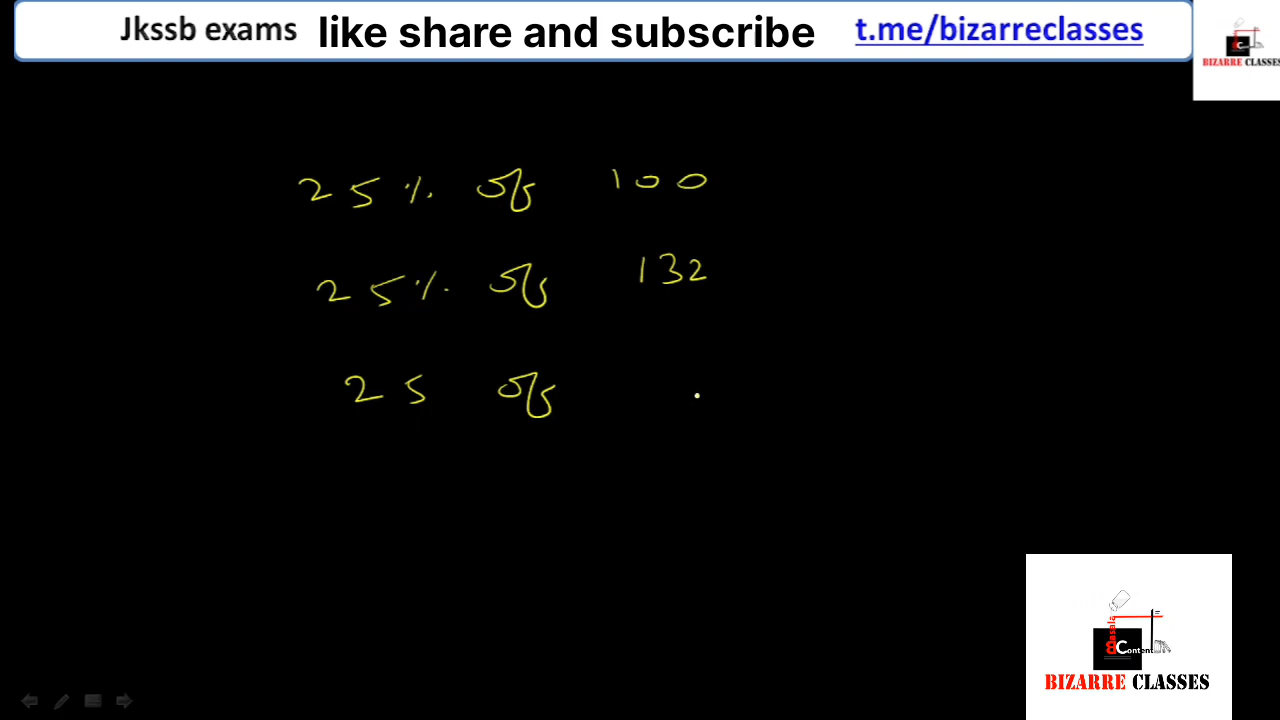 Jkssb exams like share and subscribe t.me/bizarreclasses
BIZARRE CLASSES
25% of 100
25% of 132
25 of
BIZARRE CLASSES